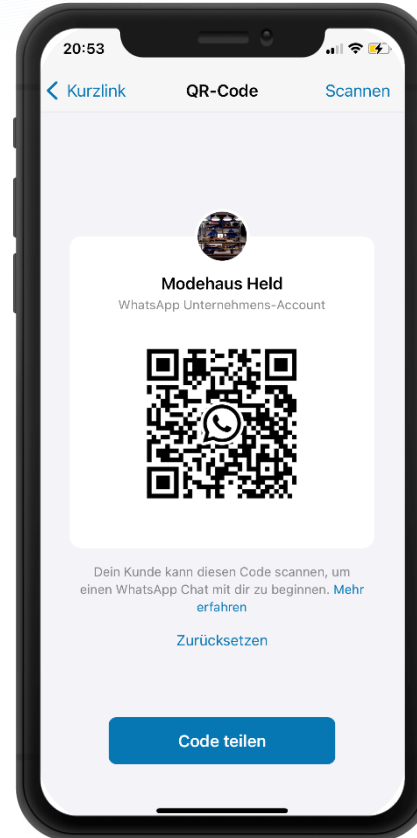 20:53
Kurzlink QR-Code Scannen
Modehaus Held
WhatsApp Unternehmens-Account
Dein Kunde kann diesen Code scannen, um
einen WhatsApp Chat mit dir zu beginnen. Mehr
erfahren
Zurücksetzen
Code teilen